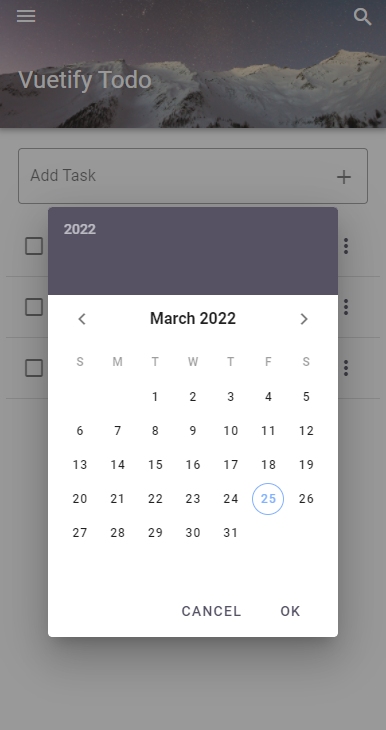 Vuetify Todo
Add Task
2022
March 2022
S M T W T F S
1 2 3 4 5
6 7 8 9 10 11 12
13 14 15 16 17 18 19
20 21 22 23 24 25 26
27 28 29 30 31
CANCEL OK